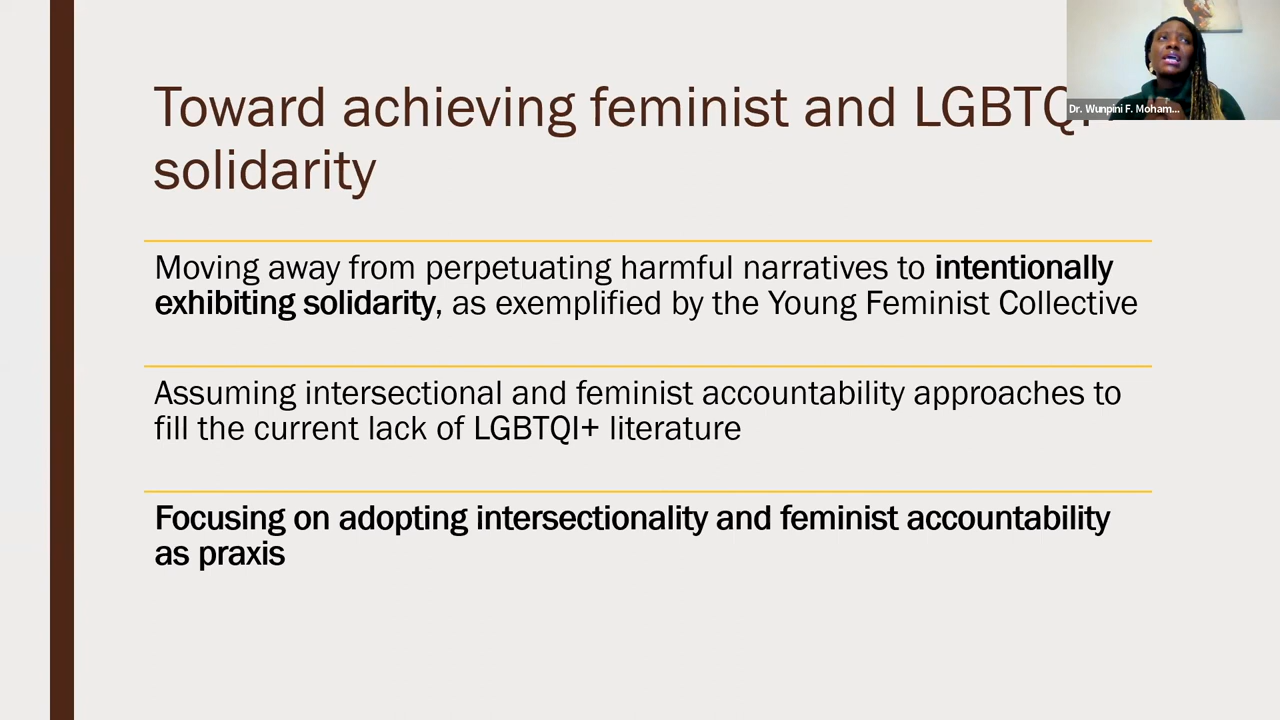 Toward achieving feminist and LGBTQI
solidarity
Dr. Wunpini F. Moham...
Moving away from perpetuating harmful narratives to intentionally
exhibiting solidarity, as exemplified by the Young Feminist Collective
Assuming intersectional and feminist accountability approaches to
fill the current lack of LGBTQI+ literature
Focusing on adopting intersectionality and feminist accountability
as praxis